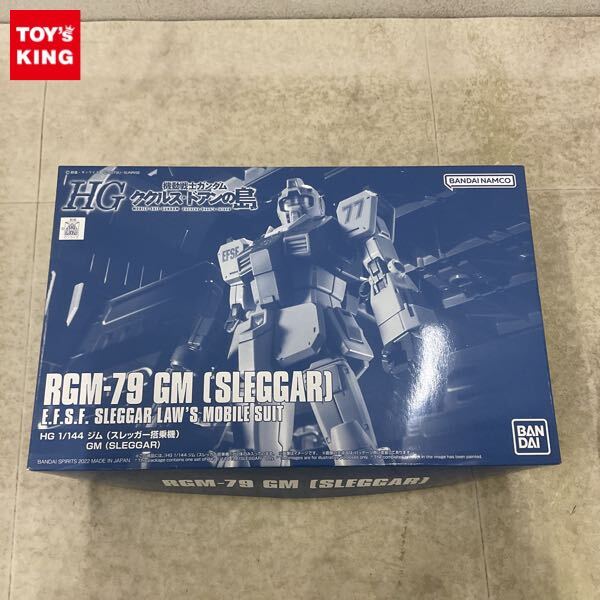 TOY's
KING
HG
機動戦士ガンダム
ククルス・ドアンの島
BANDAI NAMCO
77
EFSF
RGM-79 GM (SLEGGAR)
E.F.S.F. SLEGGAR LAW'S MOBILE SUIT
HG 1/144 ジム (スレッガー搭乗機)
GM (SLEGGAR)
BANDAI SPIRITS 2022 MADE IN JAPAN.
BAN
DAI
RGM-79 GM (SLEGGAR)